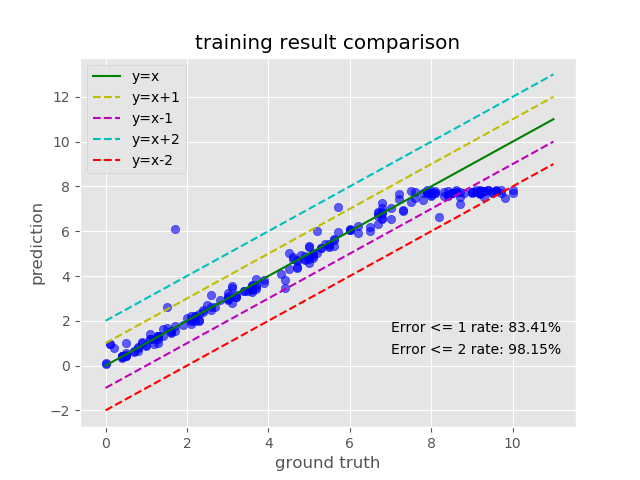 training result comparison
y=x
y=x+1
y=x-1
y=x+2
y=x-2
12
10
8
6
4
2
0
−2
prediction
Error <= 1 rate: 83.41%
Error <= 2 rate: 98.15%
0 2 4 6 8 10
ground truth